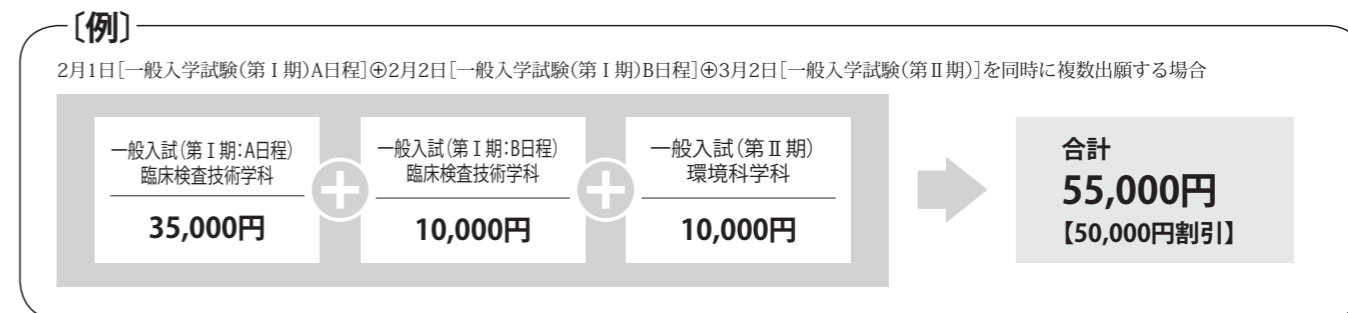 〔例〕
2月1日[一般入学試験(第Ⅰ期)A日程]⊕2月2日[一般入学試験(第Ⅰ期)B日程]⊕3月2日[一般入学試験(第Ⅱ期)]を同時に複数出願する場合
一般入試(第Ⅰ期:A日程)
臨床検査技術学科
35,000円
+
一般入試(第Ⅰ期:B日程)
臨床検査技術学科
10,000円
+
一般入試(第Ⅱ期)
環境科学科
10,000円
合計
55,000円
【50,000円割引】